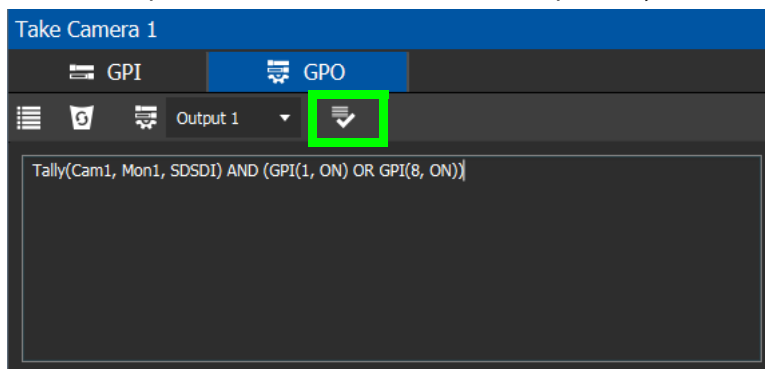 Take Camera 1
GPI GPO
Output 1
Tally(Cam1, Mon1, SDSDI) AND (GPI(1, ON) OR GPI(8, ON))